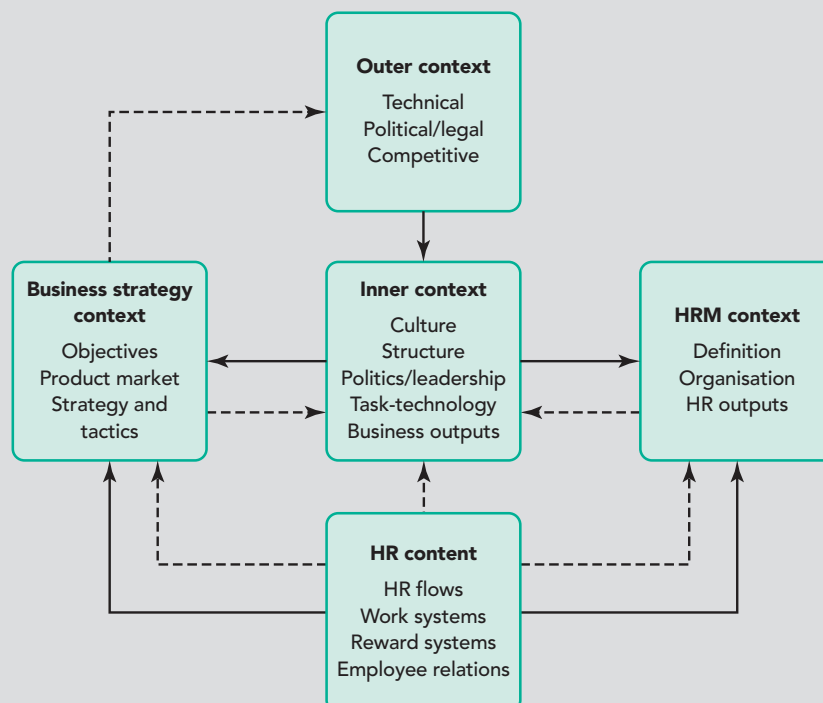 Outer context
Technical
Political/legal
Competitive
Business strategy
context
Objectives
Product market
Strategy and
tactics
Inner context
Culture
Structure
Politics/leadership
Task-technology
Business outputs
HRM context
Definition
Organisation
HR outputs
HR content
HR flows
Work systems
Reward systems
Employee relations